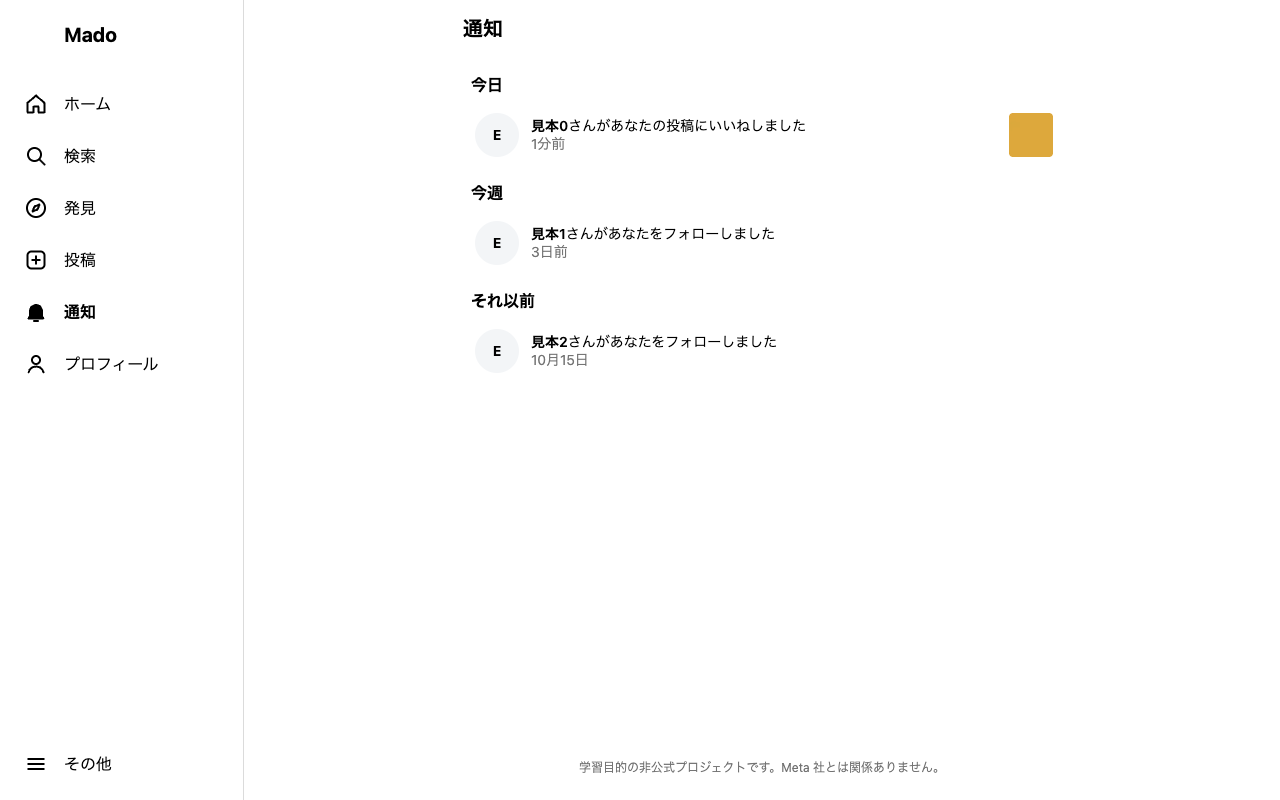 Mado
ホーム
検索
発見
投稿
通知
プロフィール
その他
通知
今日
E
見本0さんがあなたの投稿にいいねしました
1分前
今週
E
見本1さんがあなたをフォローしました
3日前
それ以前
E
見本2さんがあなたをフォローしました
10月15日
学習目的の非公式プロジェクトです。Meta 社とは関係ありません。